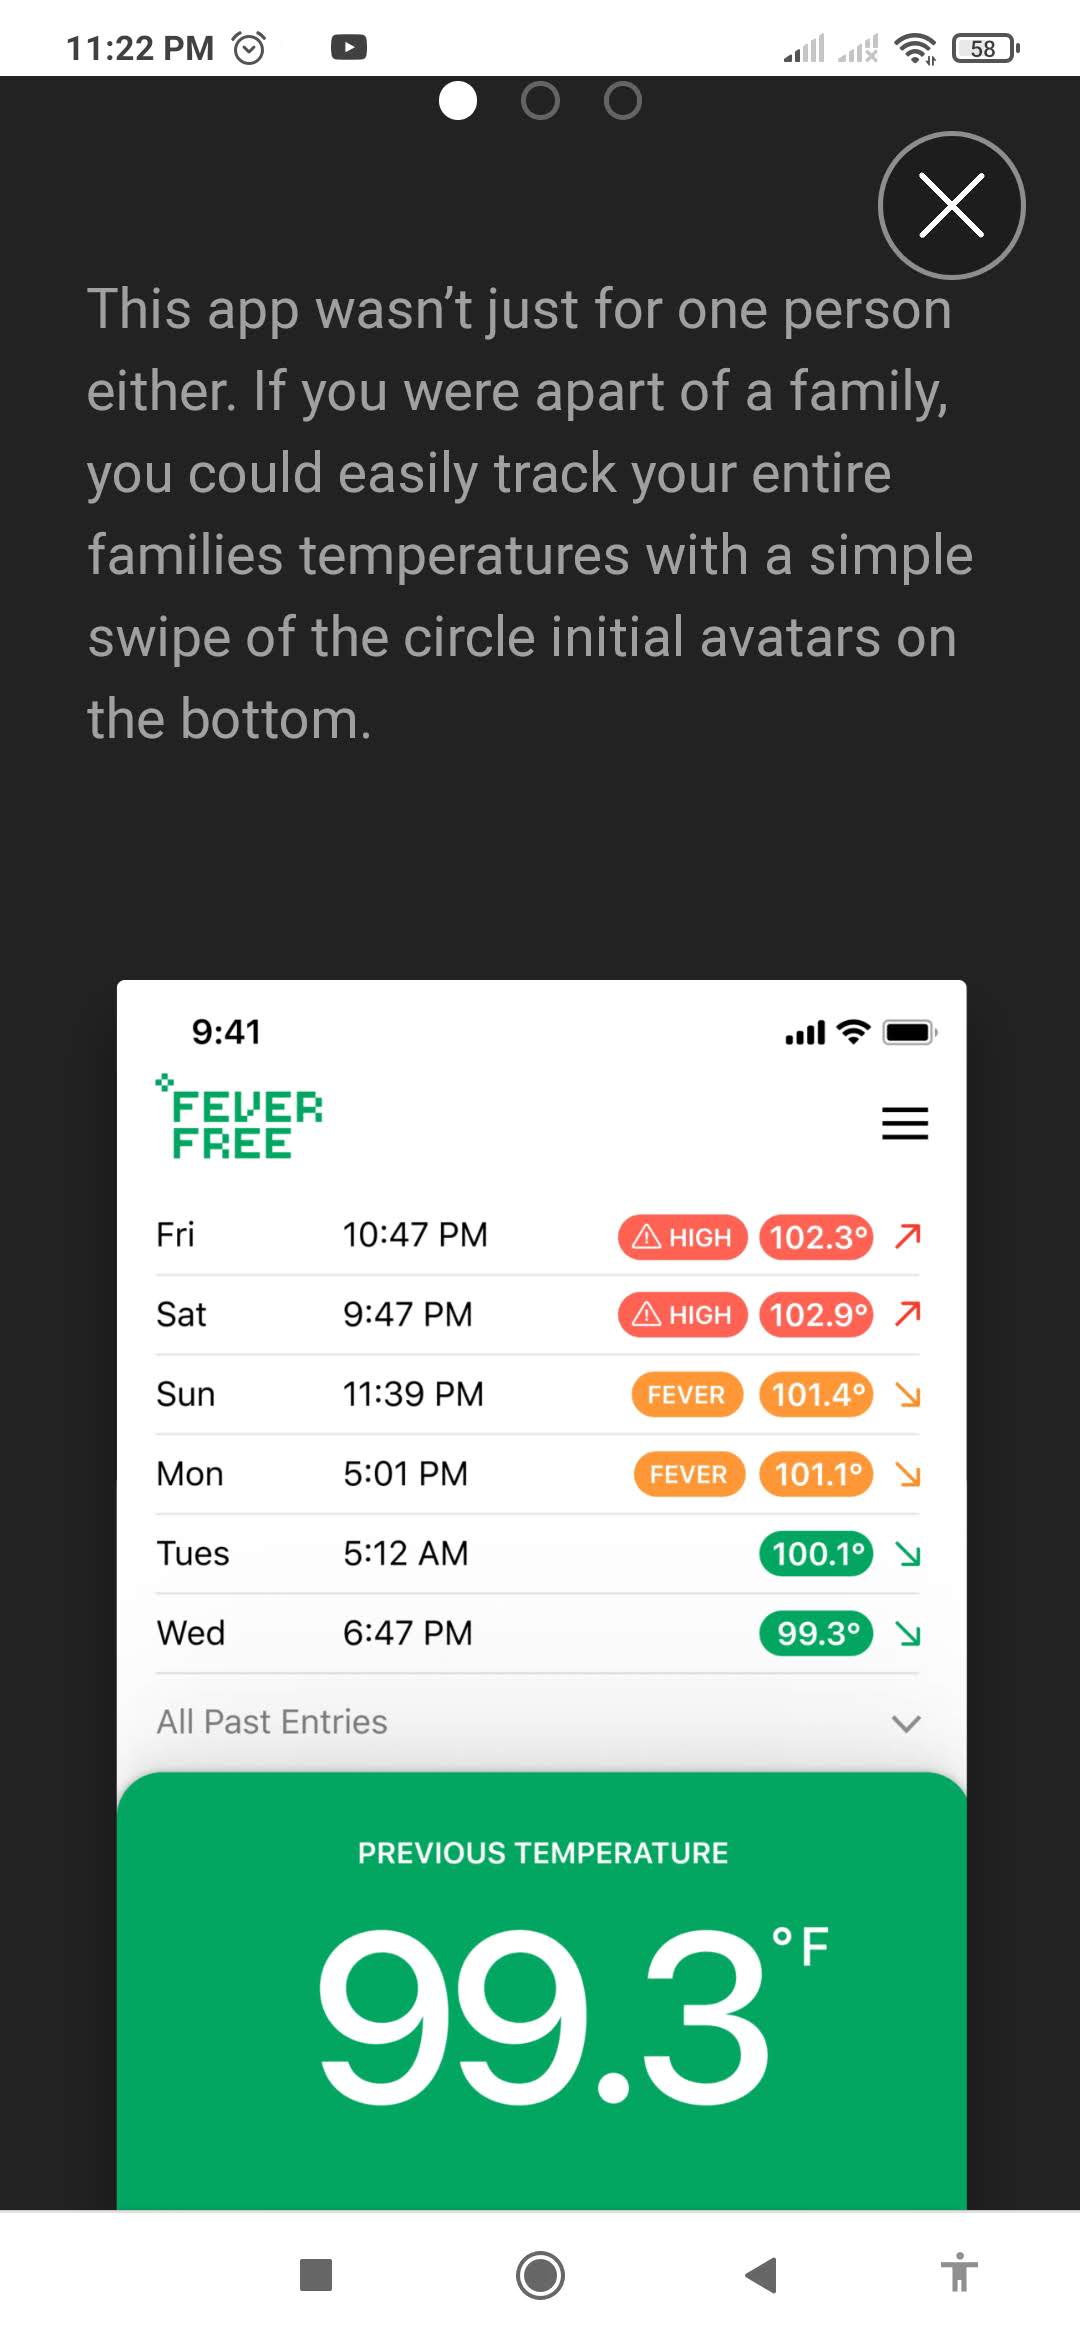 11:22 PM
58
This app wasn’t just for one person
either. If you were apart of a family,
you could easily track your entire
families temperatures with a simple
swipe of the circle initial avatars on
the bottom.
9:41
FEVER
FREE
Fri 10:47 PM HIGH 102.3°
Sat 9:47 PM HIGH 102.9°
Sun 11:39 PM FEVER 101.4°
Mon 5:01 PM FEVER 101.1°
Tues 5:12 AM 100.1°
Wed 6:47 PM 99.3°
All Past Entries
PREVIOUS TEMPERATURE
99.3°F